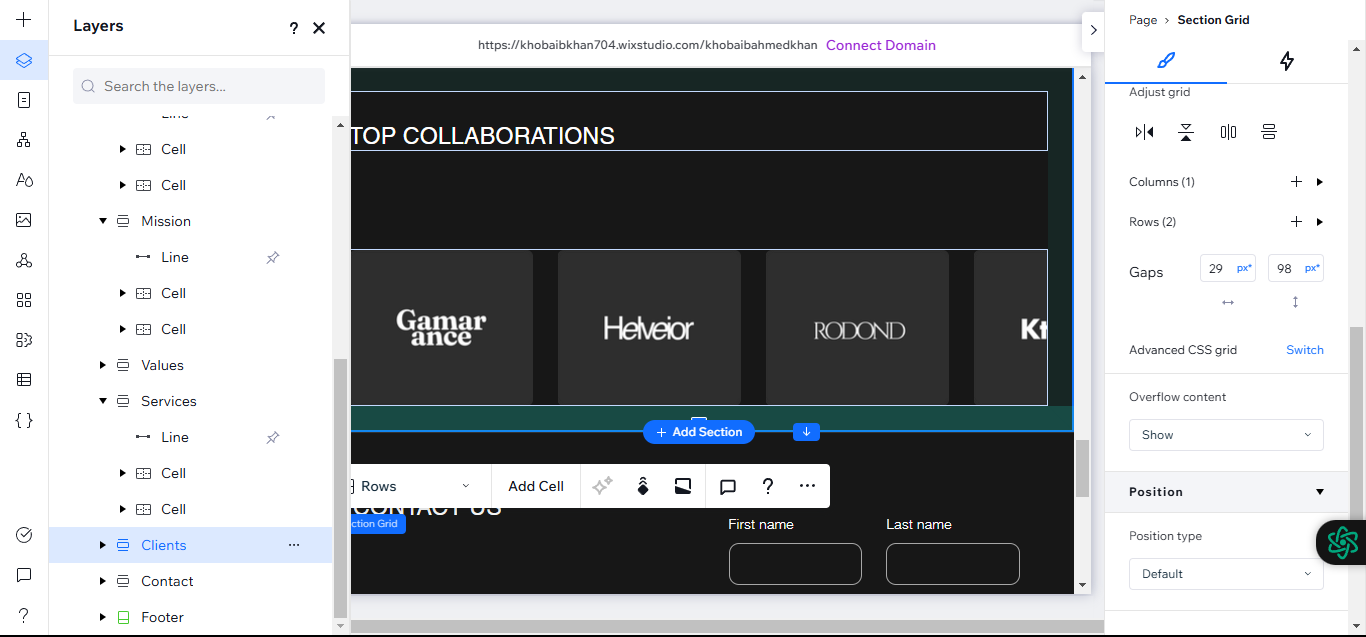 Layers
?
Search the layers...
Line
Cell
Cell
Mission
Line
Cell
Cell
Values
Services
Line
Cell
Cell
Clients
Contact
Footer
https://khobaibkhan704.wixstudio.com/khobaibahmedkhan Connect Domain
TOP COLLABORATIONS
Gamar
ance
Helveior
RODOND
Kt
+ Add Section
Rows
Add Cell
?
CONTACT US
ction Grid
First name
Last name
Page > Section Grid
Adjust grid
Columns (1)
Rows (2)
Gaps
29 px*
98 px*
Advanced CSS grid
Switch
Overflow content
Show
Position
Position type
Default